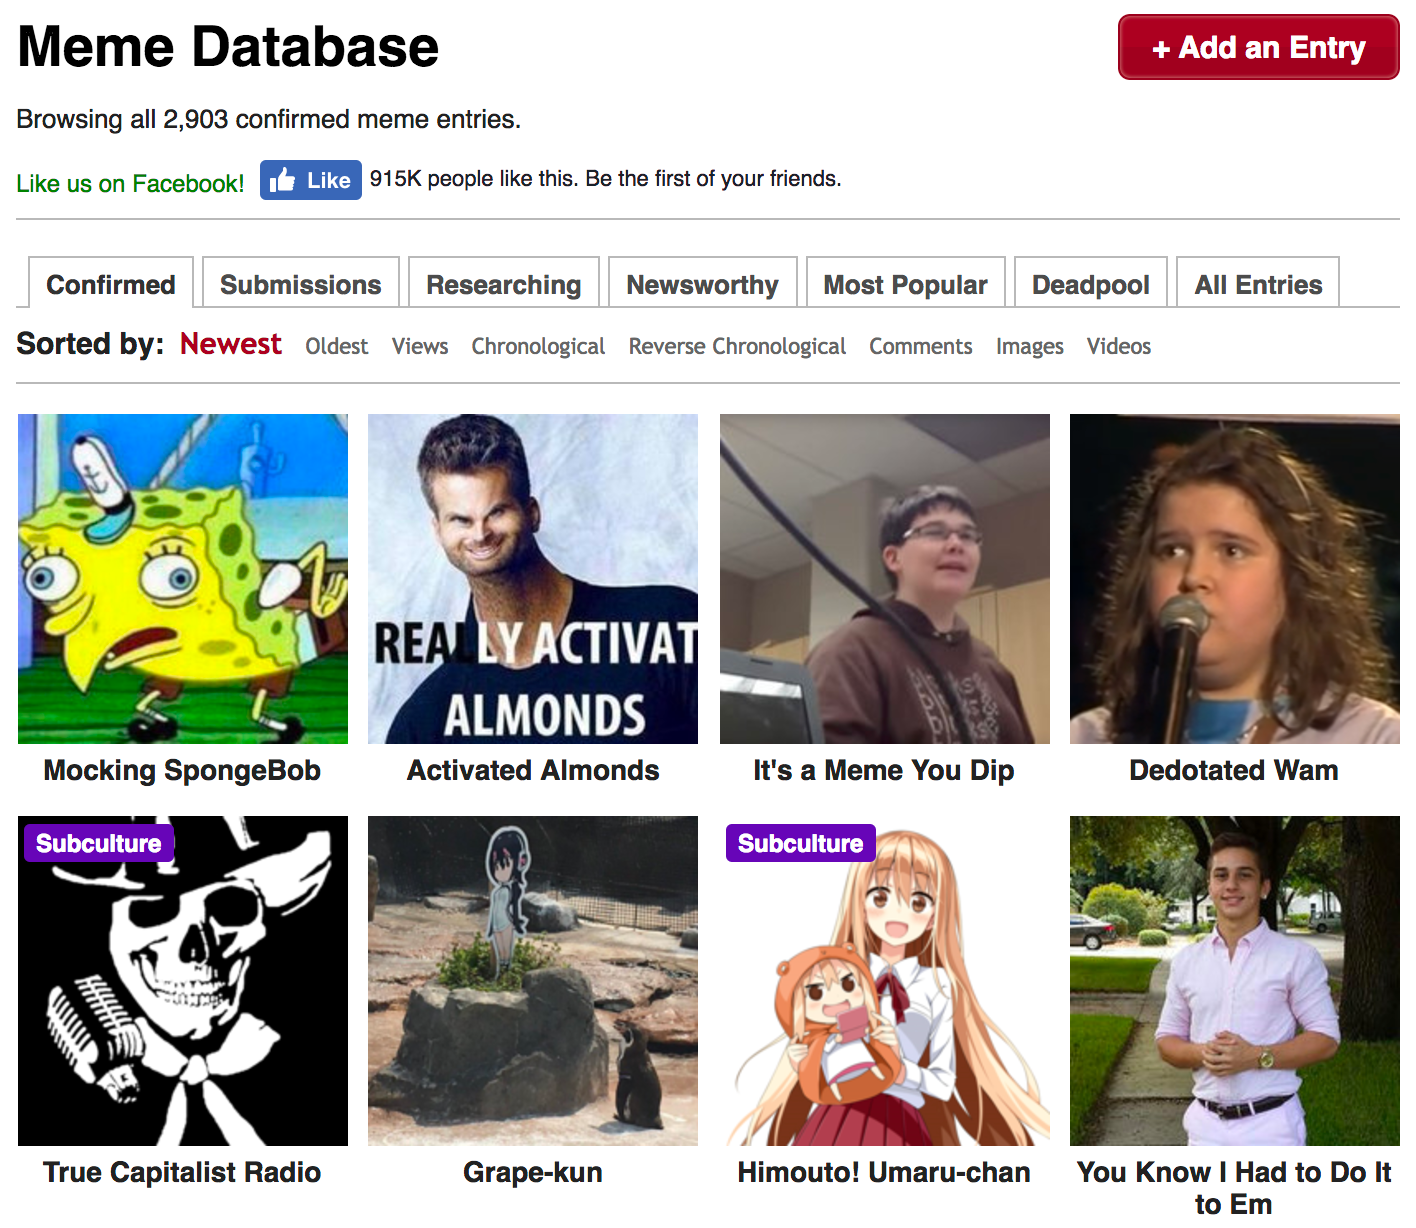 Meme Database
+ Add an Entry
Browsing all 2,903 confirmed meme entries.
Like us on Facebook! Like 915K people like this. Be the first of your friends.
Confirmed Submissions Researching Newsworthy Most Popular Deadpool All Entries
Sorted by: Newest Oldest Views Chronological Reverse Chronological Comments Images Videos
REALLY ACTIVAT
ALMONDS
Mocking SpongeBob
Activated Almonds
It's a Meme You Dip
Dedotated Wam
Subculture
Subculture
True Capitalist Radio
Grape-kun
Himouto! Umaru-chan
You Know I Had to Do It
to Em